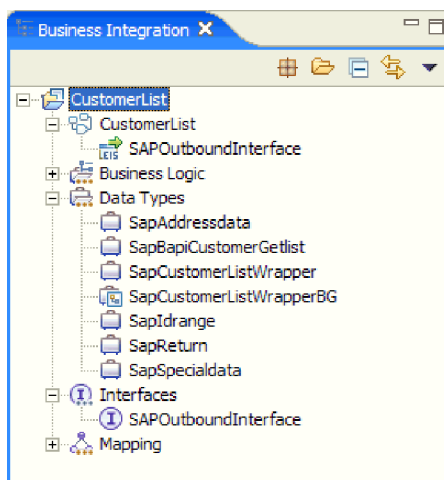 Business Integration
CustomerList
CustomerList
EIS
SAPOutboundInterface
Business Logic
Data Types
SapAddressdata
SapBapiCustomerGetlist
SapCustomerListWrapper
SapCustomerListWrapperBG
SapIdrange
SapReturn
SapSpecialdata
Interfaces
I
SAPOutboundInterface
Mapping